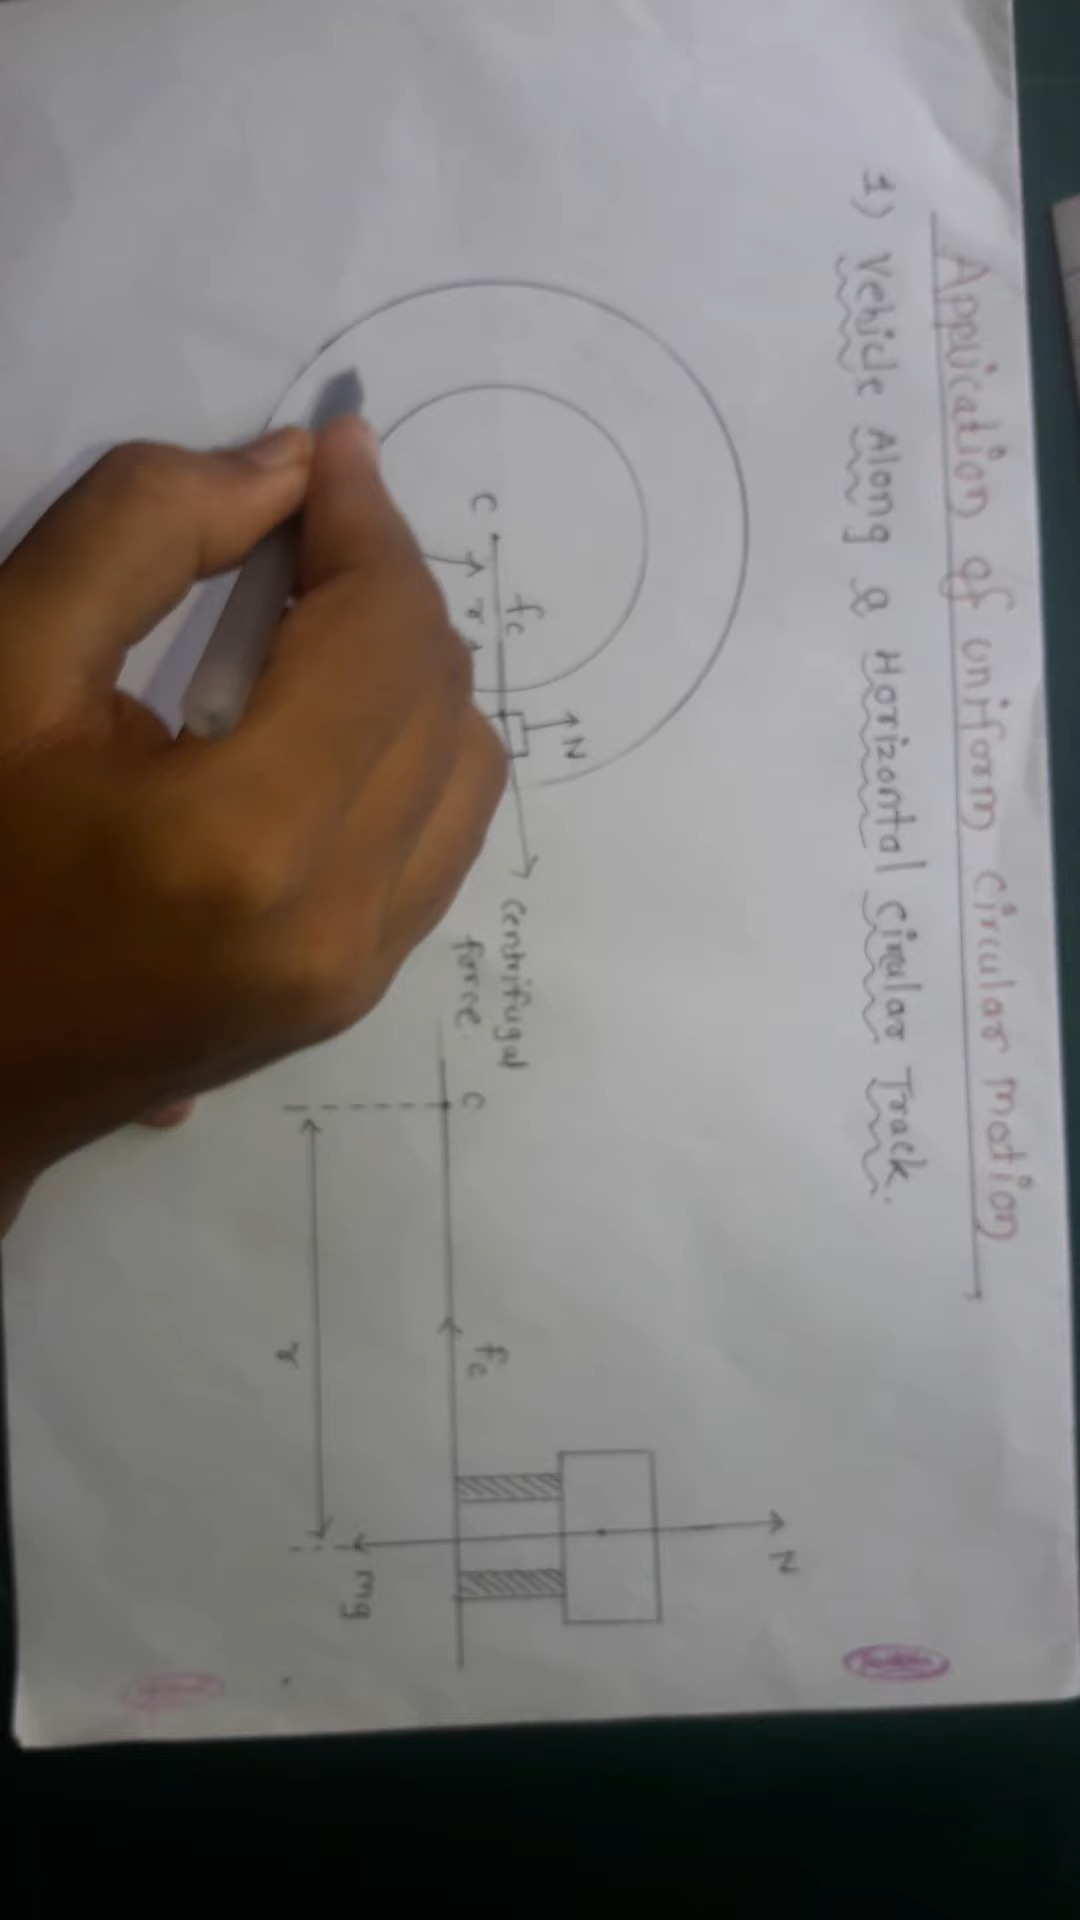 Application of uniform circular motion
1) Vehicle Along a Horizontal circular Track.
N
C
fc
r
centrifugal
force.
N
C
fc
r
mg